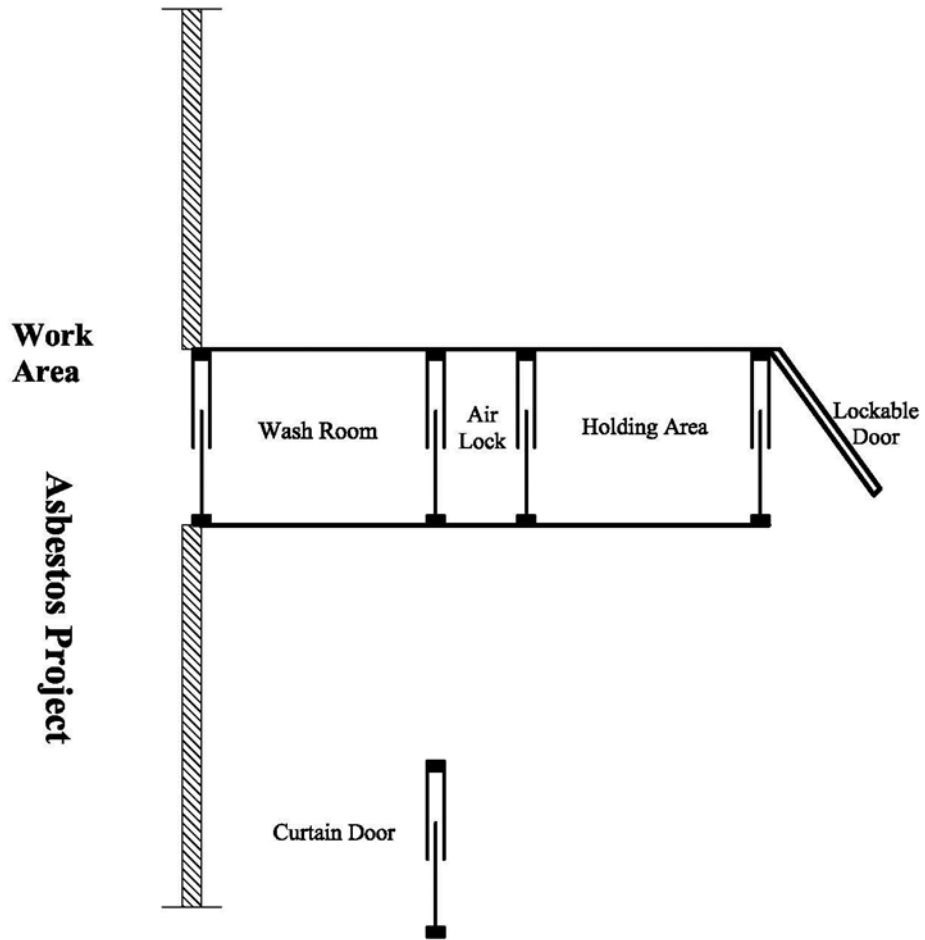 Work
Area
Wash Room
Air
Lock
Holding Area
Lockable
Door
Asbestos Project
Curtain Door